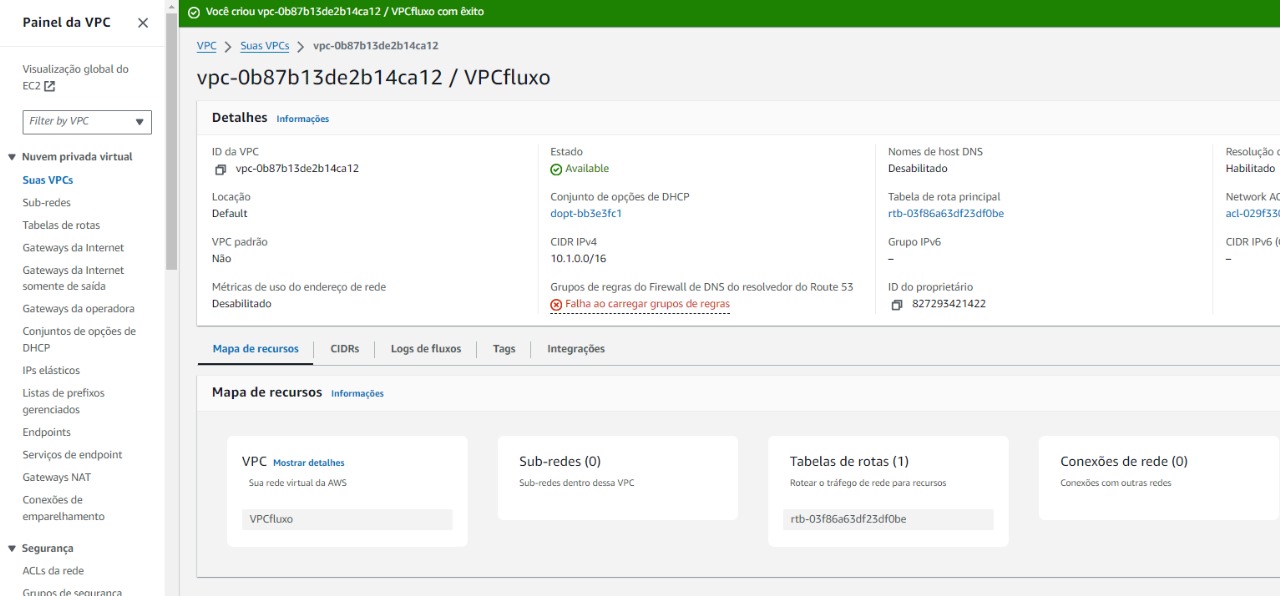 Painel da VPC
Você criou vpc-0b87b13de2b14ca12 / VPCfluxo com êxito
VPC > Suas VPCs > vpc-0b87b13de2b14ca12
vpc-0b87b13de2b14ca12 / VPCfluxo
Visualização global do
EC2
Filter by VPC
Nuvem privada virtual
Suas VPCs
Sub-redes
Tabelas de rotas
Gateways da Internet
Gateways da Internet
somente de saída
Gateways da operadora
Conjuntos de opções de
DHCP
IPs elásticos
Listas de prefixos
gerenciados
Endpoints
Serviços de endpoint
Gateways NAT
Conexões de
emparelhamento
Segurança
ACLs da rede
Grupos de segurança
Detalhes Informações
ID da VPC
vpc-0b87b13de2b14ca12
Estado
Available
Nomes de host DNS
Desabilitado
Resolução
Habilitado
Locação
Default
Conjunto de opções de DHCP
dopt-bb3e3fc1
Tabela de rota principal
rtb-03f86a63df23df0be
Network AC
acl-029f330
VPC padrão
Não
CIDR IPv4
10.1.0.0/16
Grupo IPv6
–
CIDR IPv6 (
–
Métricas de uso do endereço de rede
Desabilitado
Grupos de regras do Firewall de DNS do resolvedor do Route 53
Falha ao carregar grupos de regras
ID do proprietário
827293421422
Mapa de recursos
CIDRs
Logs de fluxos
Tags
Integrações
Mapa de recursos Informações
VPC Mostrar detalhes
Sua rede virtual da AWS
VPCfluxo
Sub-redes (0)
Sub-redes dentro dessa VPC
Tabelas de rotas (1)
Rotear o tráfego de rede para recursos
rtb-03f86a63df23df0be
Conexões de rede (0)
Conexões com outras redes